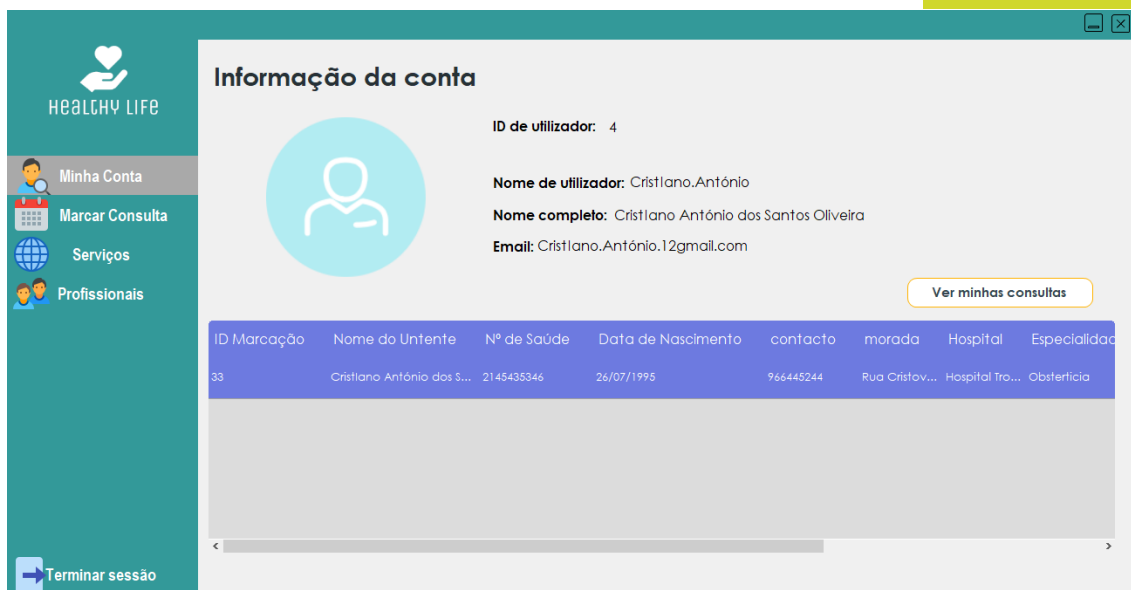 HEALTHY LIFE
Informação da conta
ID de utilizador: 4
Nome de utilizador: CristIano.António
Nome completo: CristIano António dos Santos Oliveira
Email: CristIano.António.12gmail.com
Minha Conta
Marcar Consulta
Serviços
Profissionais
Terminar sessão
Ver minhas consultas
ID Marcação Nome do Untente Nº de Saúde Data de Nascimento contacto morada Hospital Especialidad
33 CristIano António dos S... 2145435346 26/07/1995 966445244 Rua Cristov... Hospital Tro... Obsterticia